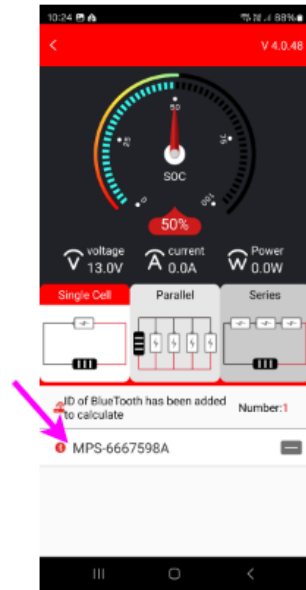 10:24
88%
V 4.0.48
0
25
50
75
100
SOC
50%
V voltage 13.0V
A current 0.0A
W Power 0.0W
Single Cell
Parallel
Series
ID of BlueTooth has been added
to calculate
Number:1
MPS-6667598A